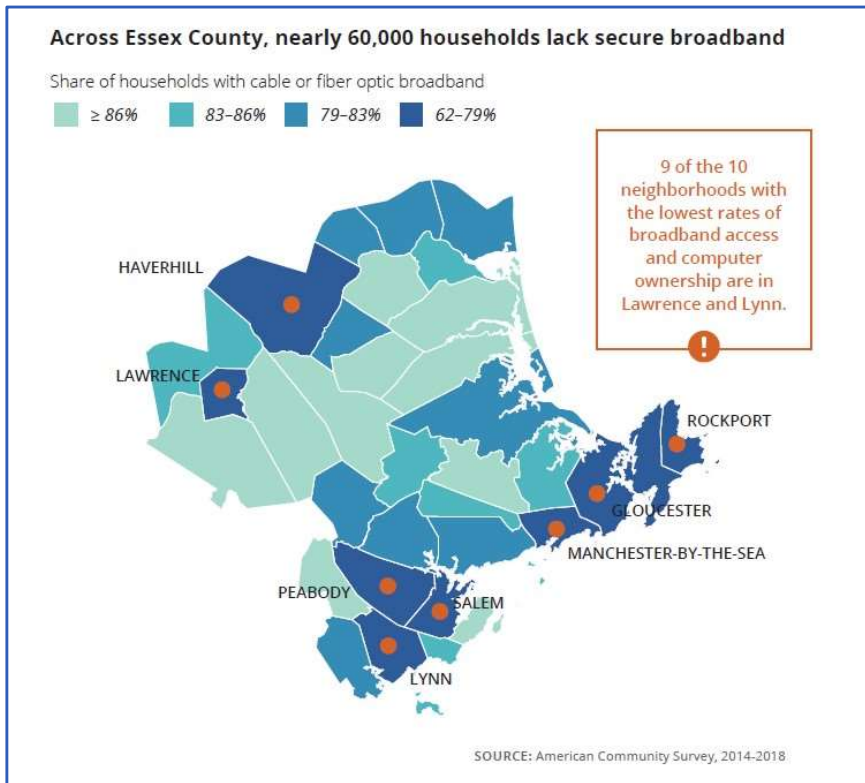 Across Essex County, nearly 60,000 households lack secure broadband
Share of households with cable or fiber optic broadband
≥ 86%
83–86%
79–83%
62–79%
9 of the 10
neighborhoods with
the lowest rates of
broadband access
and computer
ownership are in
Lawrence and Lynn.
!
HAVERHILL
LAWRENCE
ROCKPORT
GLOUCESTER
MANCHESTER-BY-THE-SEA
PEABODY
SALEM
LYNN
SOURCE: American Community Survey, 2014-2018